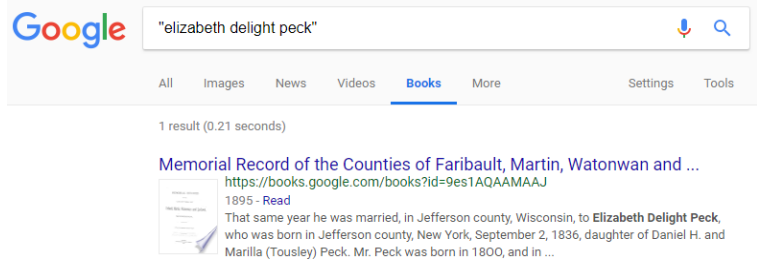 Google "elizabeth delight peck"
All Images News Videos Books More Settings Tools
1 result (0.21 seconds)
Memorial Record of the Counties of Faribault, Martin, Watonwan and ...
https://books.google.com/books?id=9es1AQAAMAAJ
1895 - Read
That same year he was married, in Jefferson county, Wisconsin, to Elizabeth Delight Peck,
who was born in Jefferson county, New York, September 2, 1836, daughter of Daniel H. and
Marilla (Tousley) Peck. Mr. Peck was born in 18OO, and in ...